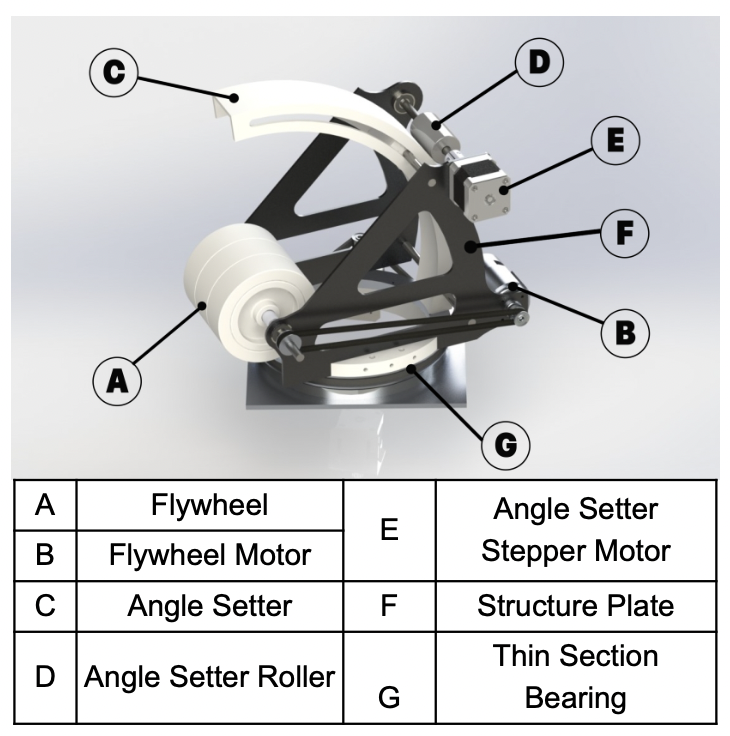 C
D
E
F
B
A
G
A Flywheel
B Flywheel Motor
C Angle Setter
D Angle Setter Roller
E Angle Setter
Stepper Motor
F Structure Plate
G Thin Section
Bearing